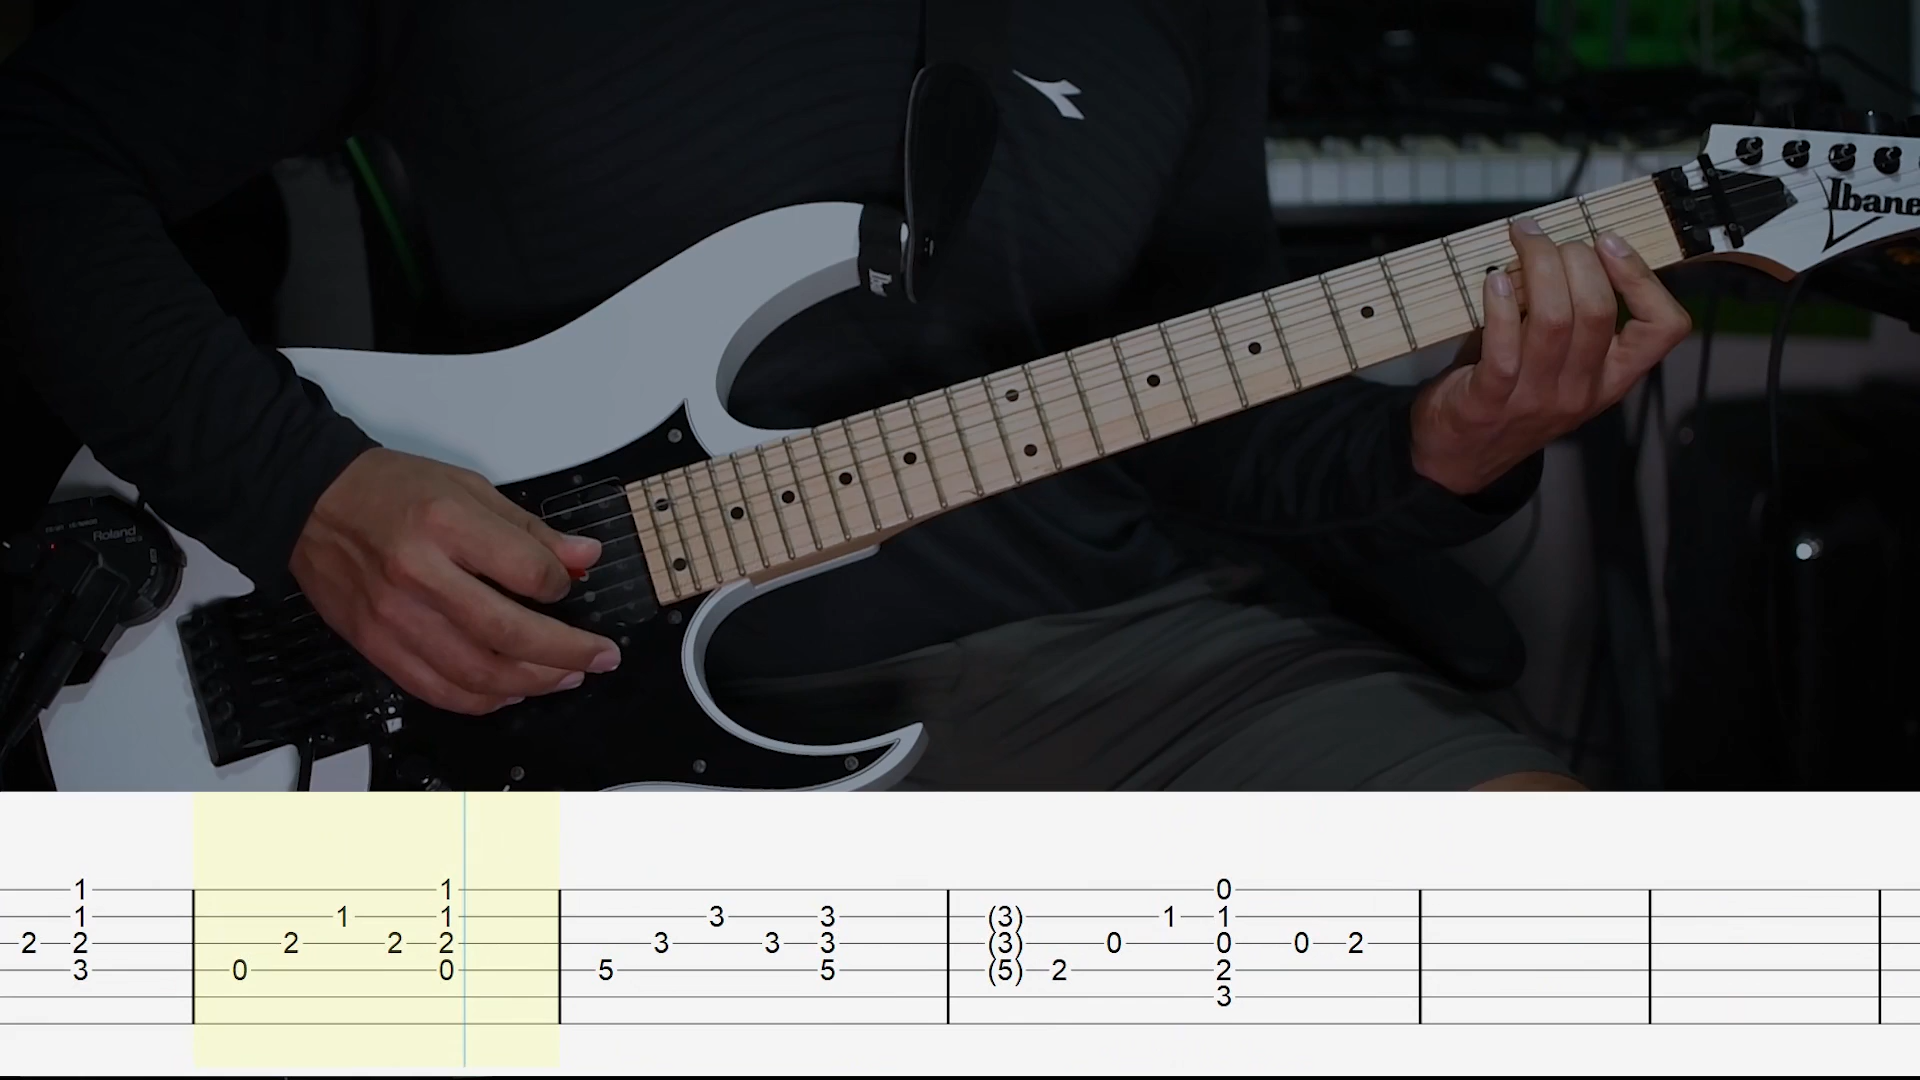 Ibane
Roland
1 1 0
1 1 1 3 3 (3) 1 1
2 2 2 2 2 3 3 3 (3) 0 0 0 2
3 0 0 5 5 (5) 2 2
3